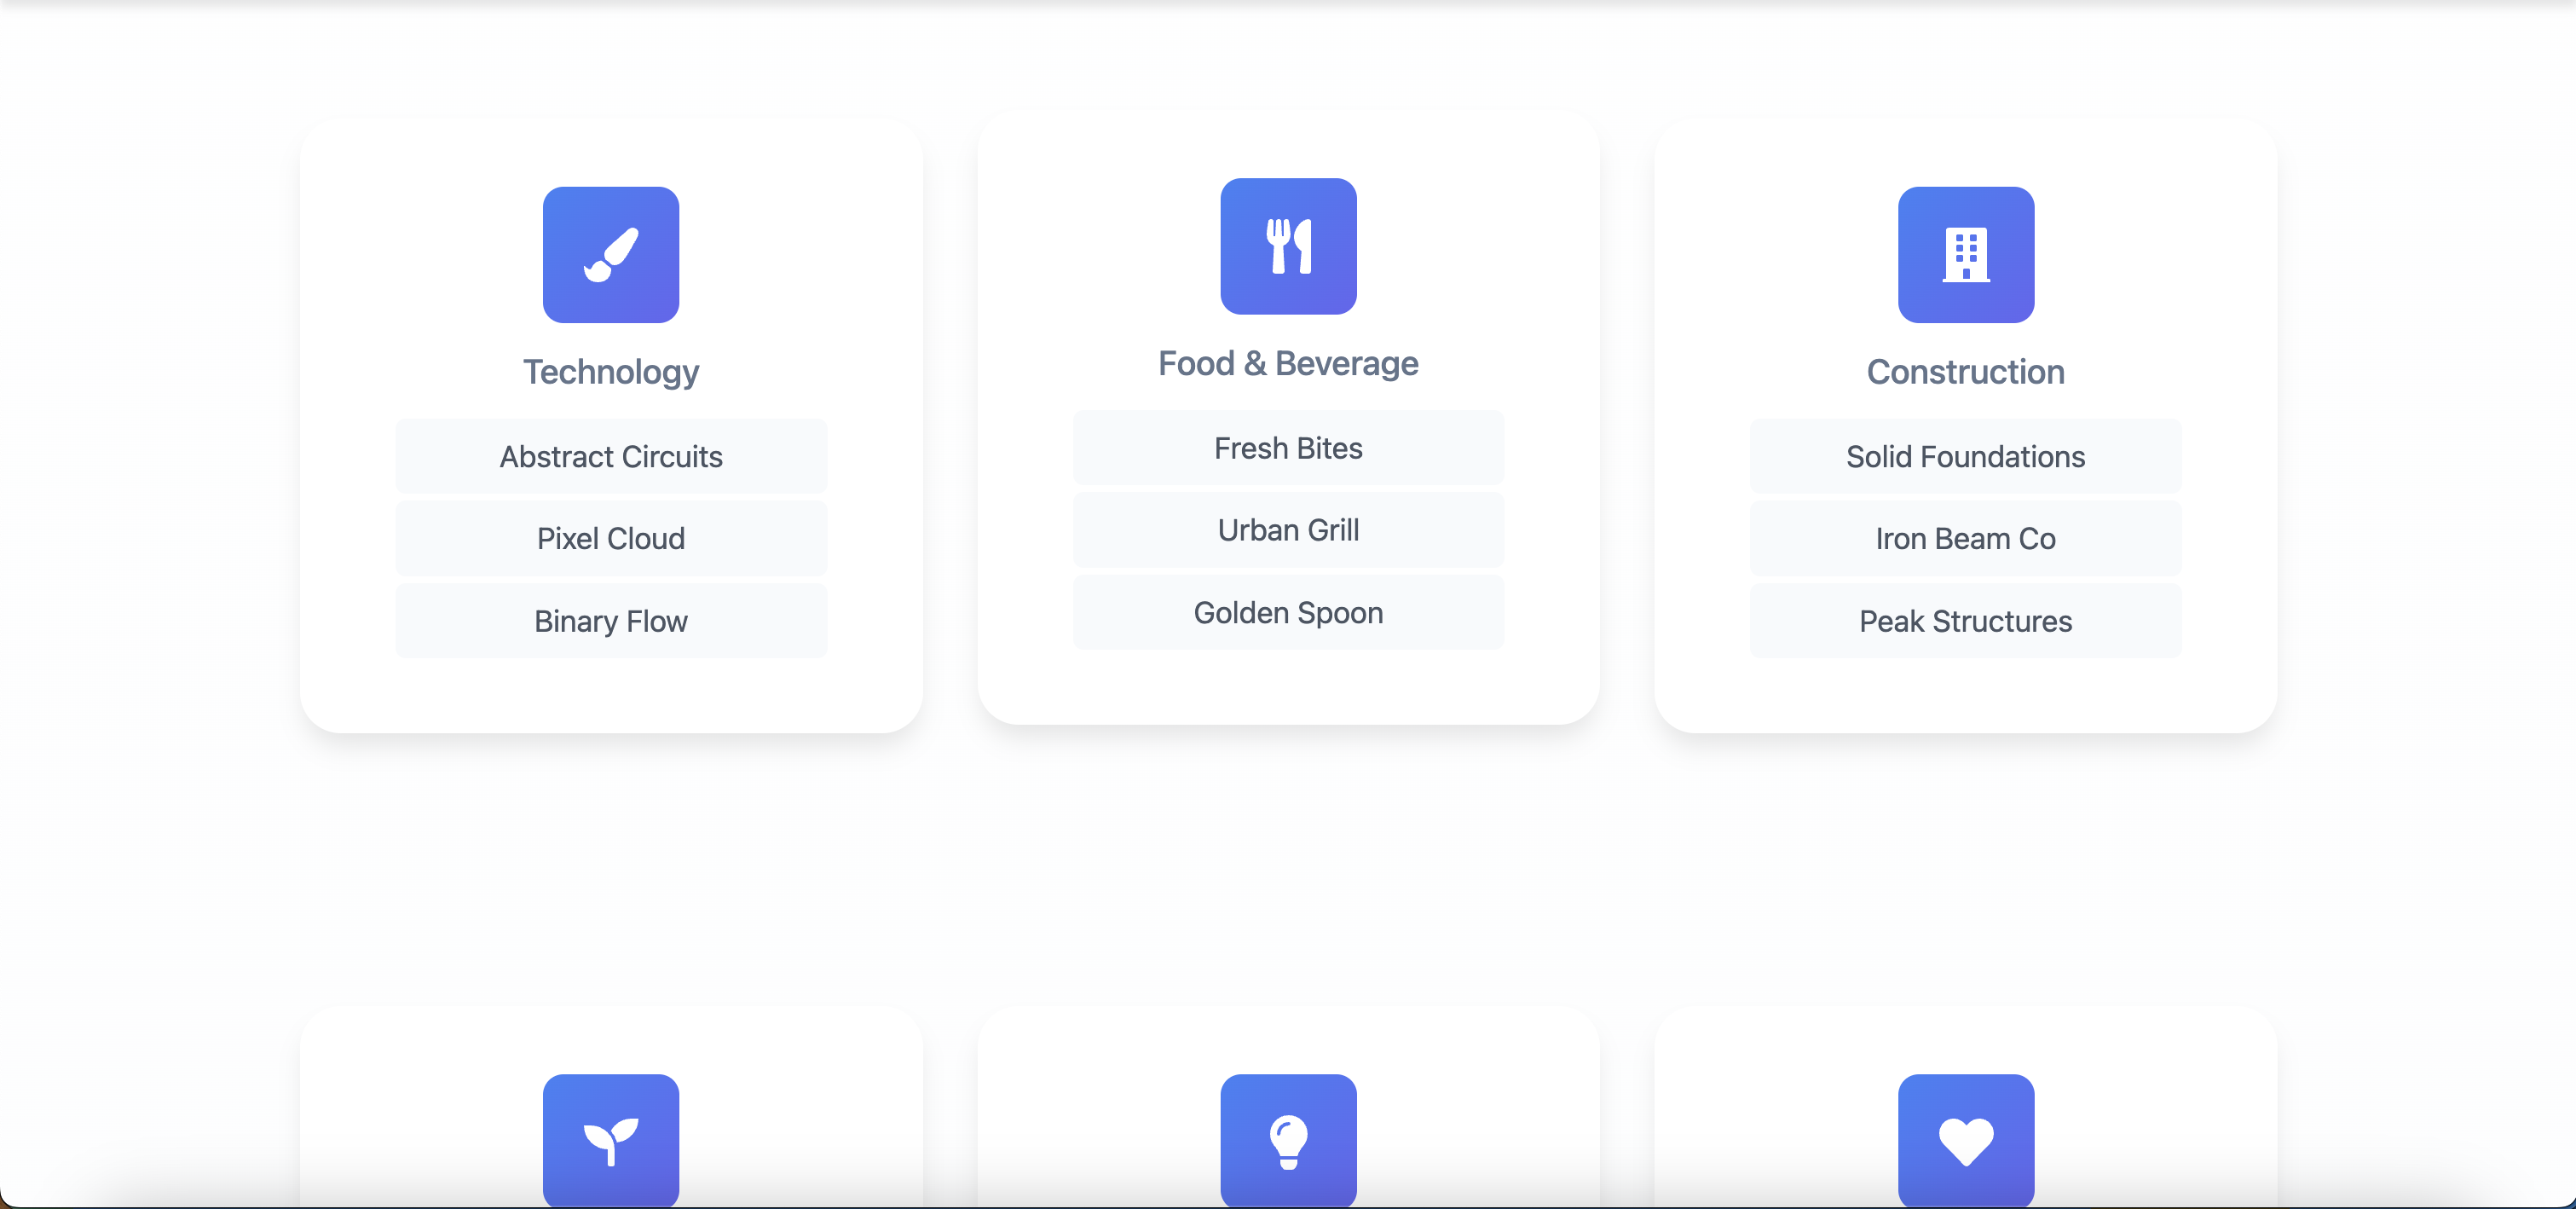 Technology
Abstract Circuits
Pixel Cloud
Binary Flow
Food & Beverage
Fresh Bites
Urban Grill
Golden Spoon
Construction
Solid Foundations
Iron Beam Co
Peak Structures